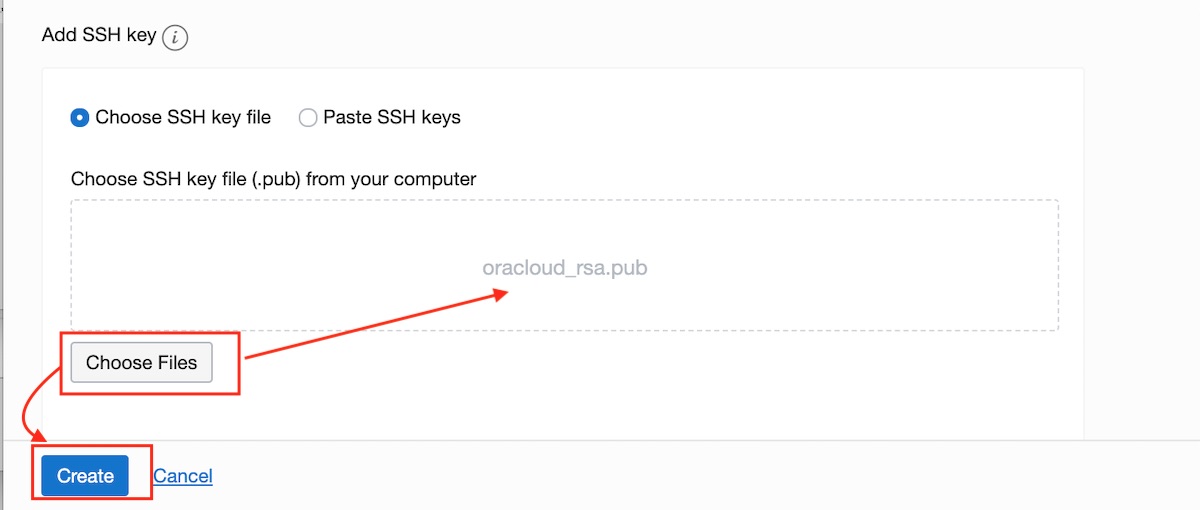 Add SSH key i
Choose SSH key file Paste SSH keys
Choose SSH key file (.pub) from your computer
oracloud_rsa.pub
Choose Files
Create Cancel